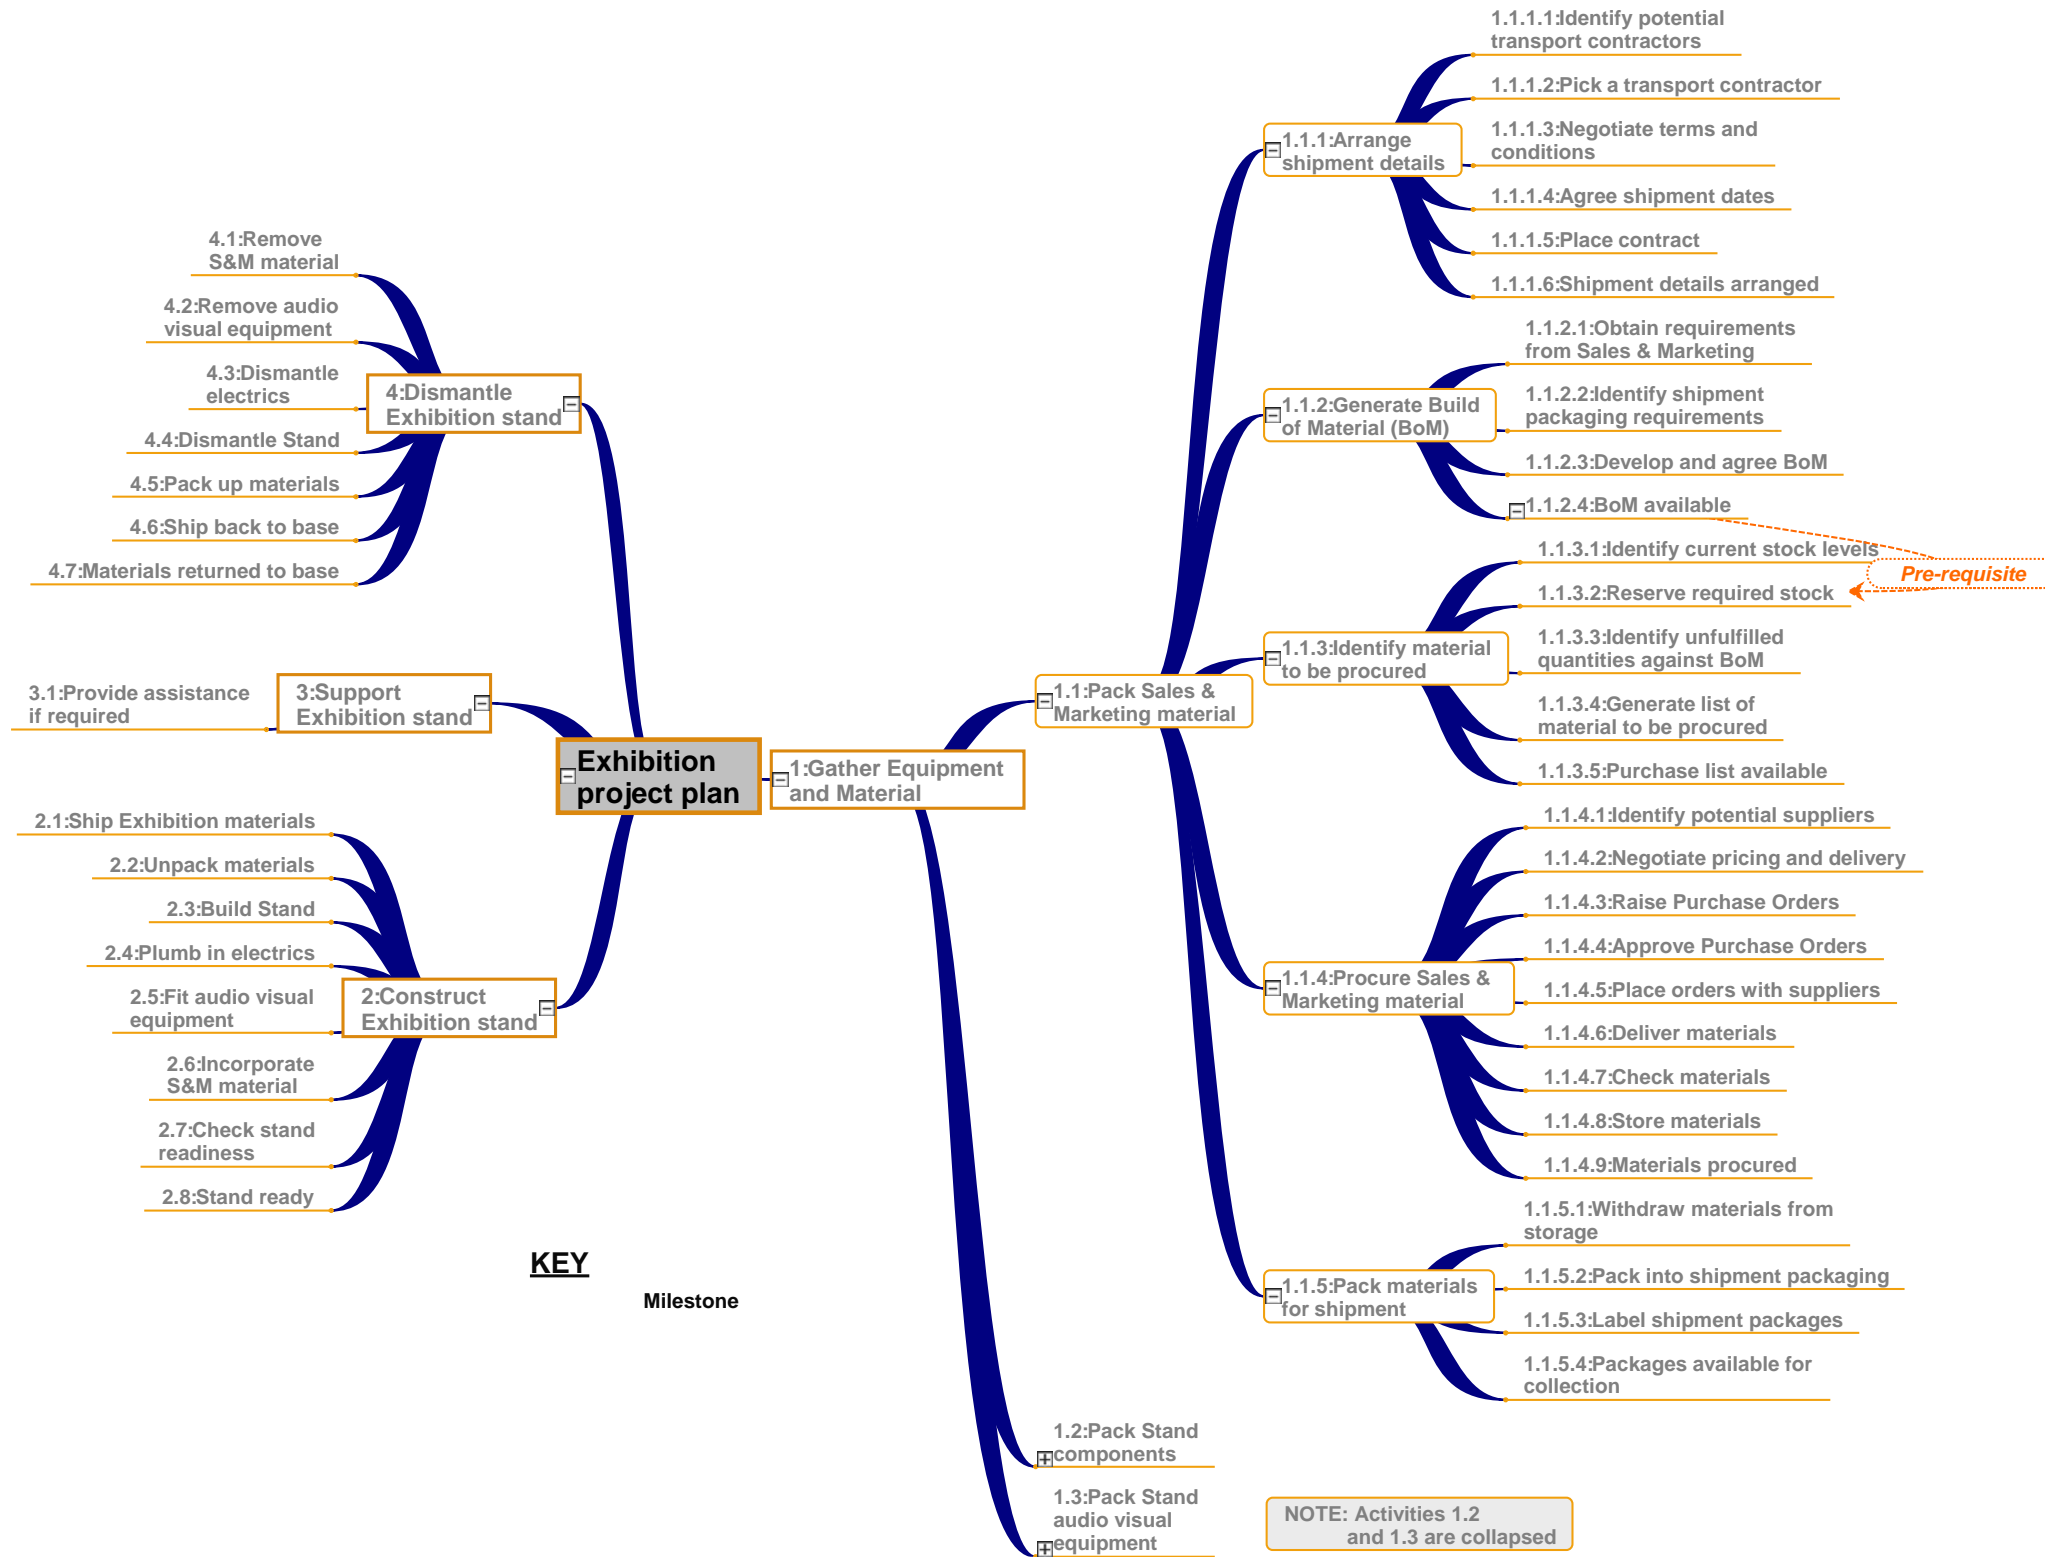 Exhibition
project plan
1:Gather Equipment
and Material
1.1:Pack Sales &
Marketing material
1.1.1:Arrange
shipment details
1.1.1.1:Identify potential
transport contractors
1.1.1.2:Pick a transport contractor
1.1.1.3:Negotiate terms and
conditions
1.1.1.4:Agree shipment dates
1.1.1.5:Place contract
1.1.1.6:Shipment details arranged
1.1.2:Generate Build
of Material (BoM)
1.1.2.1:Obtain requirements
from Sales & Marketing
1.1.2.2:Identify shipment
packaging requirements
1.1.2.3:Develop and agree BoM
1.1.2.4:BoM available
Pre-requisite
1.1.3:Identify material
to be procured
1.1.3.1:Identify current stock levels
1.1.3.2:Reserve required stock
1.1.3.3:Identify unfulfilled
quantities against BoM
1.1.3.4:Generate list of
material to be procured
1.1.3.5:Purchase list available
1.1.4:Procure Sales &
Marketing material
1.1.4.1:Identify potential suppliers
1.1.4.2:Negotiate pricing and delivery
1.1.4.3:Raise Purchase Orders
1.1.4.4:Approve Purchase Orders
1.1.4.5:Place orders with suppliers
1.1.4.6:Deliver materials
1.1.4.7:Check materials
1.1.4.8:Store materials
1.1.4.9:Materials procured
1.1.5:Pack materials
for shipment
1.1.5.1:Withdraw materials from
storage
1.1.5.2:Pack into shipment packaging
1.1.5.3:Label shipment packages
1.1.5.4:Packages available for
collection
1.2:Pack Stand
components
1.3:Pack Stand
audio visual
equipment
NOTE: Activities 1.2
and 1.3 are collapsed
2:Construct
Exhibition stand
2.1:Ship Exhibition materials
2.2:Unpack materials
2.3:Build Stand
2.4:Plumb in electrics
2.5:Fit audio visual
equipment
2.6:Incorporate
S&M material
2.7:Check stand
readiness
2.8:Stand ready
3:Support
Exhibition stand
3.1:Provide assistance
if required
4:Dismantle
Exhibition stand
4.1:Remove
S&M material
4.2:Remove audio
visual equipment
4.3:Dismantle
electrics
4.4:Dismantle Stand
4.5:Pack up materials
4.6:Ship back to base
4.7:Materials returned to base
KEY
Milestone